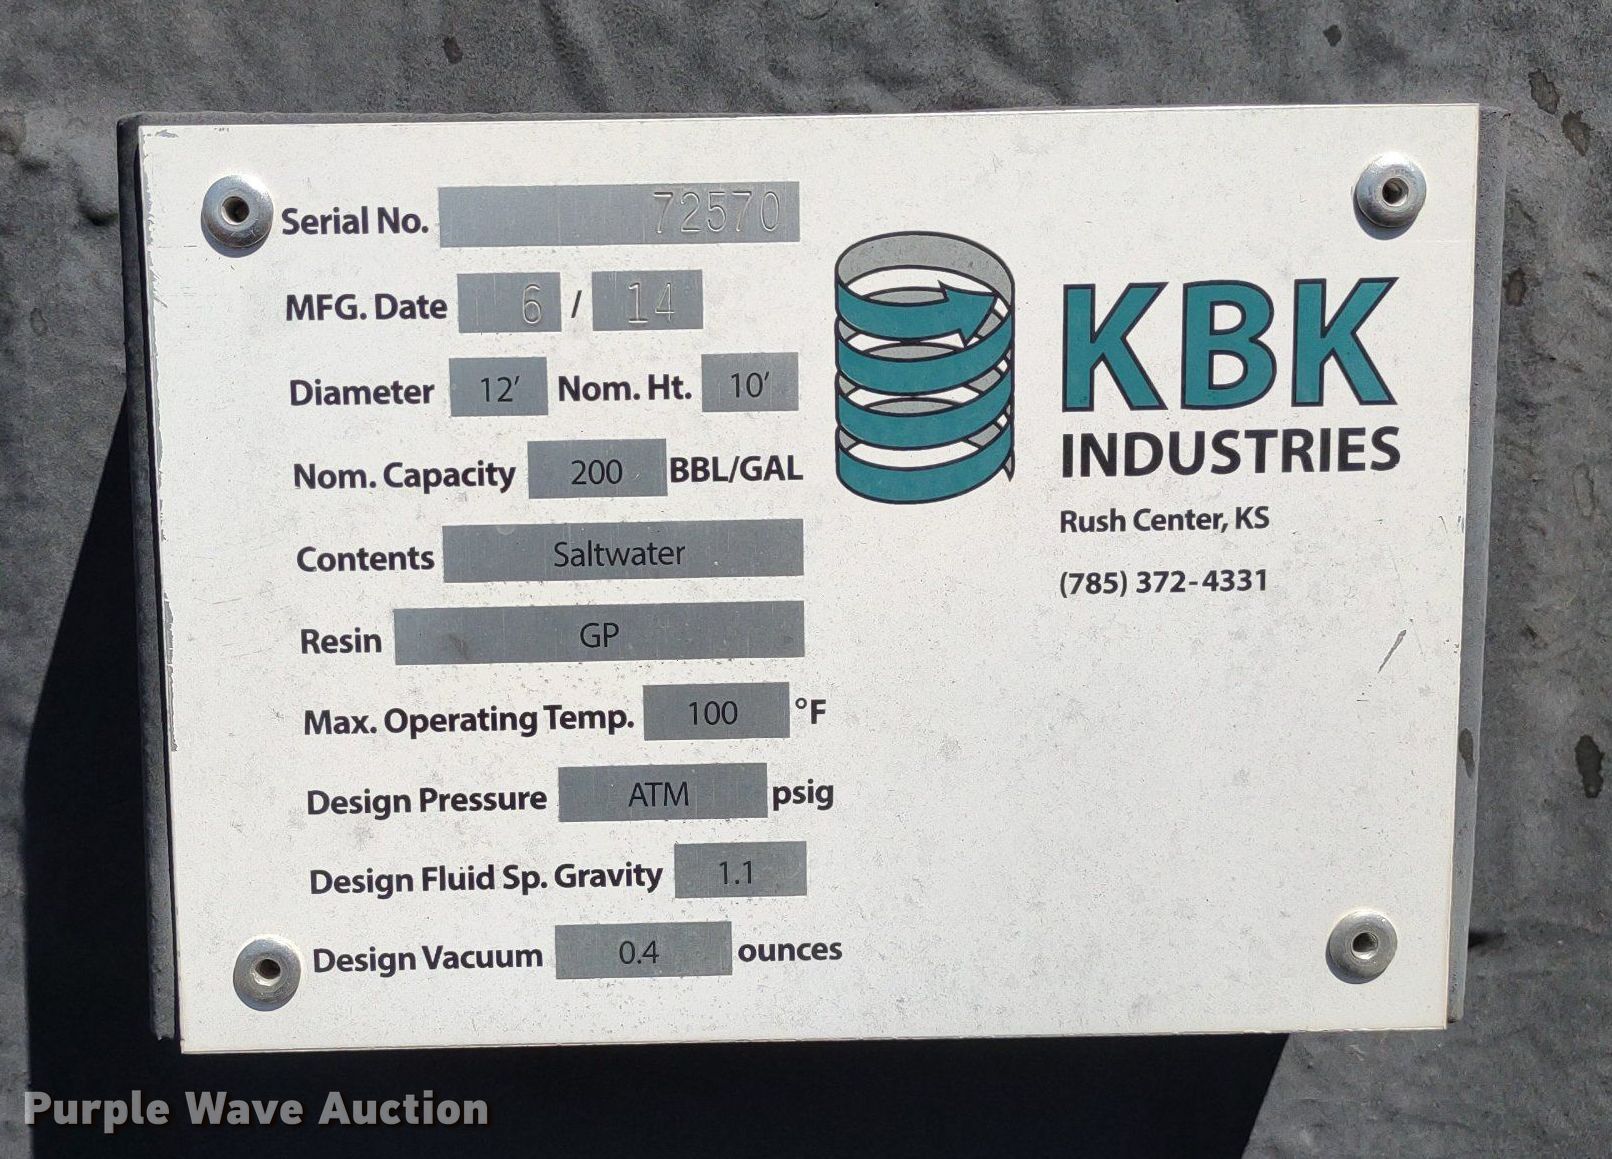 Serial No. 72570
MFG. Date 6 / 14
Diameter 12' Nom. Ht. 10'
Nom. Capacity 200 BBL/GAL
Contents Saltwater
Resin GP
Max. Operating Temp. 100 °F
Design Pressure ATM psig
Design Fluid Sp. Gravity 1.1
Design Vacuum 0.4 ounces
KBK
INDUSTRIES
Rush Center, KS
(785) 372-4331
Purple Wave Auction